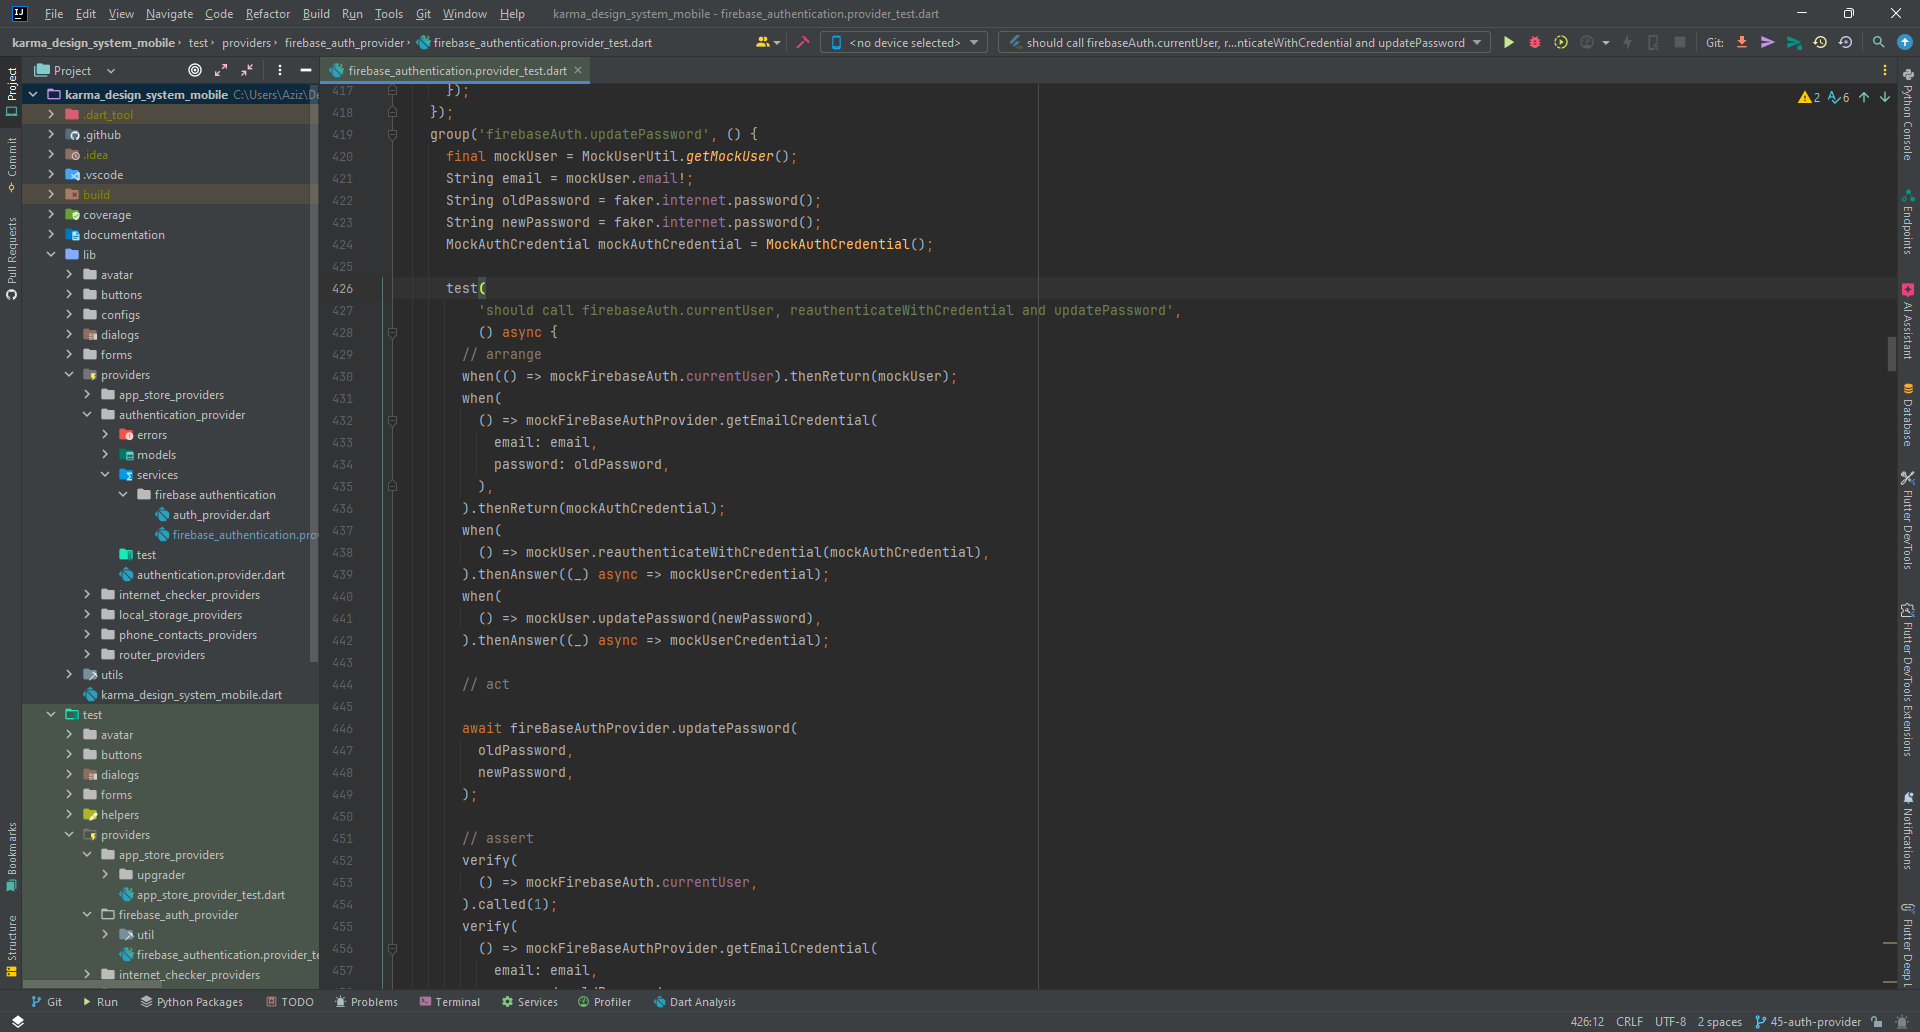 File Edit View Navigate Code Refactor Build Run Tools Git Window Help karma_design_system_mobile - firebase_authentication.provider_test.dart
karma_design_system_mobile › test › providers › firebase_auth_provider › firebase_authentication.provider_test.dart
<no device selected>
should call firebaseAuth.currentUser, r...nticateWithCredential and updatePassword
Git:
Project
firebase_authentication.provider_test.dart
Project
Commit
Pull Requests
Bookmarks
Structure
karma_design_system_mobile C:\Users\Aziz\De
.dart_tool
.github
.idea
.vscode
build
coverage
documentation
lib
avatar
buttons
configs
dialogs
forms
providers
app_store_providers
authentication_provider
errors
models
services
firebase authentication
auth_provider.dart
firebase_authentication.prov
test
authentication.provider.dart
internet_checker_providers
local_storage_providers
phone_contacts_providers
router_providers
utils
karma_design_system_mobile.dart
test
avatar
buttons
dialogs
forms
helpers
providers
app_store_providers
upgrader
app_store_provider_test.dart
firebase_auth_provider
util
firebase_authentication.provider_te
internet_checker_providers
2 6
417 });
418 });
419 group('firebaseAuth.updatePassword', () {
420 final mockUser = MockUserUtil.getMockUser();
421 String email = mockUser.email!;
422 String oldPassword = faker.internet.password();
423 String newPassword = faker.internet.password();
424 MockAuthCredential mockAuthCredential = MockAuthCredential();
425
426 test(
427 'should call firebaseAuth.currentUser, reauthenticateWithCredential and updatePassword',
428 () async {
429 // arrange
430 when(() => mockFirebaseAuth.currentUser).thenReturn(mockUser);
431 when(
432 () => mockFireBaseAuthProvider.getEmailCredential(
433 email: email,
434 password: oldPassword,
435 ),
436 ).thenReturn(mockAuthCredential);
437 when(
438 () => mockUser.reauthenticateWithCredential(mockAuthCredential),
439 ).thenAnswer((_) async => mockUserCredential);
440 when(
441 () => mockUser.updatePassword(newPassword),
442 ).thenAnswer((_) async => mockUserCredential);
443
444 // act
445
446 await fireBaseAuthProvider.updatePassword(
447 oldPassword,
448 newPassword,
449 );
450
451 // assert
452 verify(
453 () => mockFirebaseAuth.currentUser,
454 ).called(1);
455 verify(
456 () => mockFireBaseAuthProvider.getEmailCredential(
457 email: email,
Python Console
Endpoints
AI Assistant
Database
Flutter DevTools
Flutter DevTools Extensions
Notifications
Flutter Deep L
Git Run Python Packages TODO Problems Terminal Services Profiler Dart Analysis
426:12 CRLF UTF-8 2 spaces 45-auth-provider